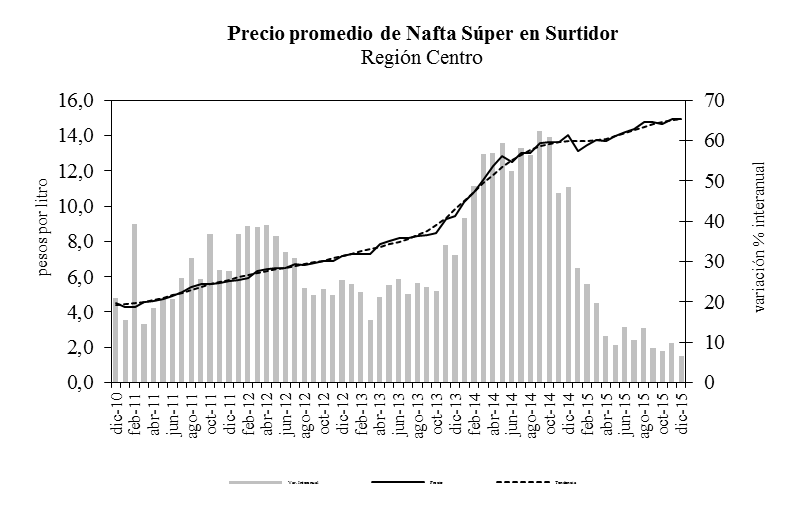 Precio promedio de Nafta Súper en Surtidor
Región Centro
pesos por litro
16,0
14,0
12,0
10,0
8,0
6,0
4,0
2,0
0,0
70
60
50
40
30
20
10
0
variación % interanual
dic-10
feb-11
abr-11
jun-11
ago-11
oct-11
dic-11
feb-12
abr-12
jun-12
ago-12
oct-12
dic-12
feb-13
abr-13
jun-13
ago-13
oct-13
dic-13
feb-14
abr-14
jun-14
ago-14
oct-14
dic-14
feb-15
abr-15
jun-15
ago-15
oct-15
dic-15
Var. Interanual
Tendencia